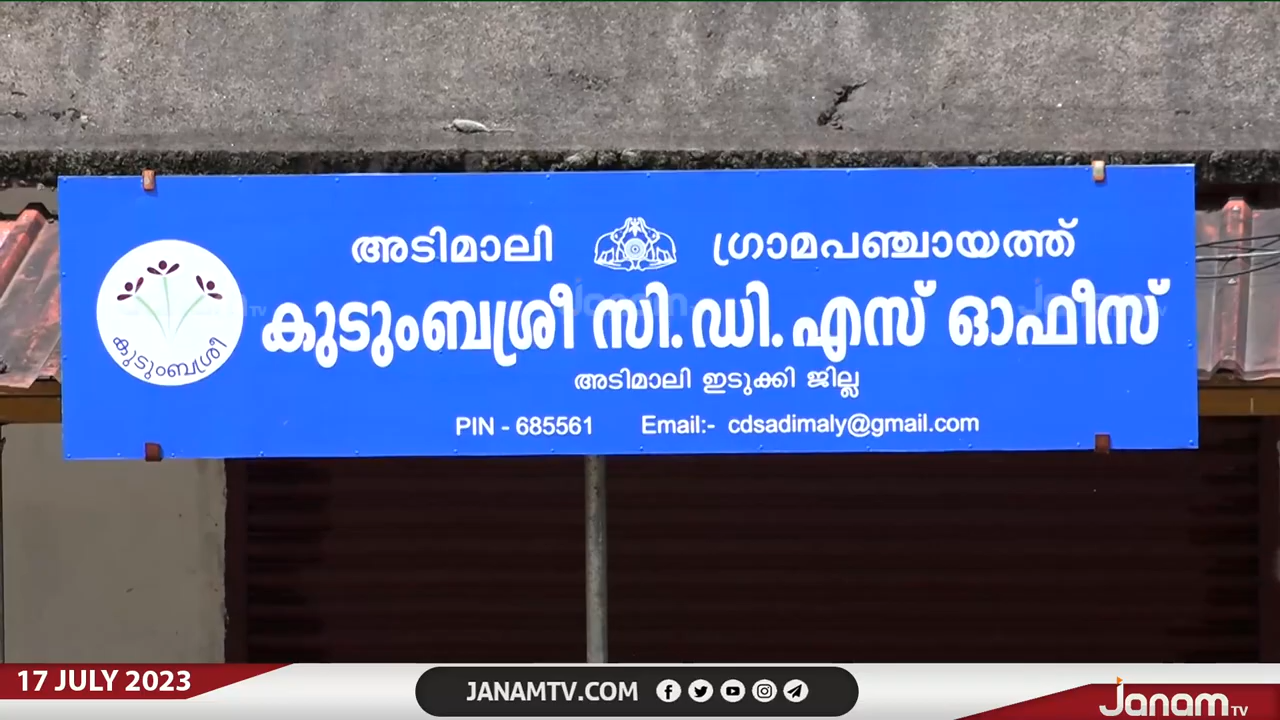 അടിമാലി ഗ്രാമപഞ്ചായത്ത്
കുടുംബശ്രീ
കുടുംബശ്രീ സി.ഡി.എസ് ഓഫീസ്
അടിമാലി ഇടുക്കി ജില്ല
PIN - 685561 Email:- cdsadimaly@gmail.com
17 JULY 2023
JANAMTV.COM
Janam TV